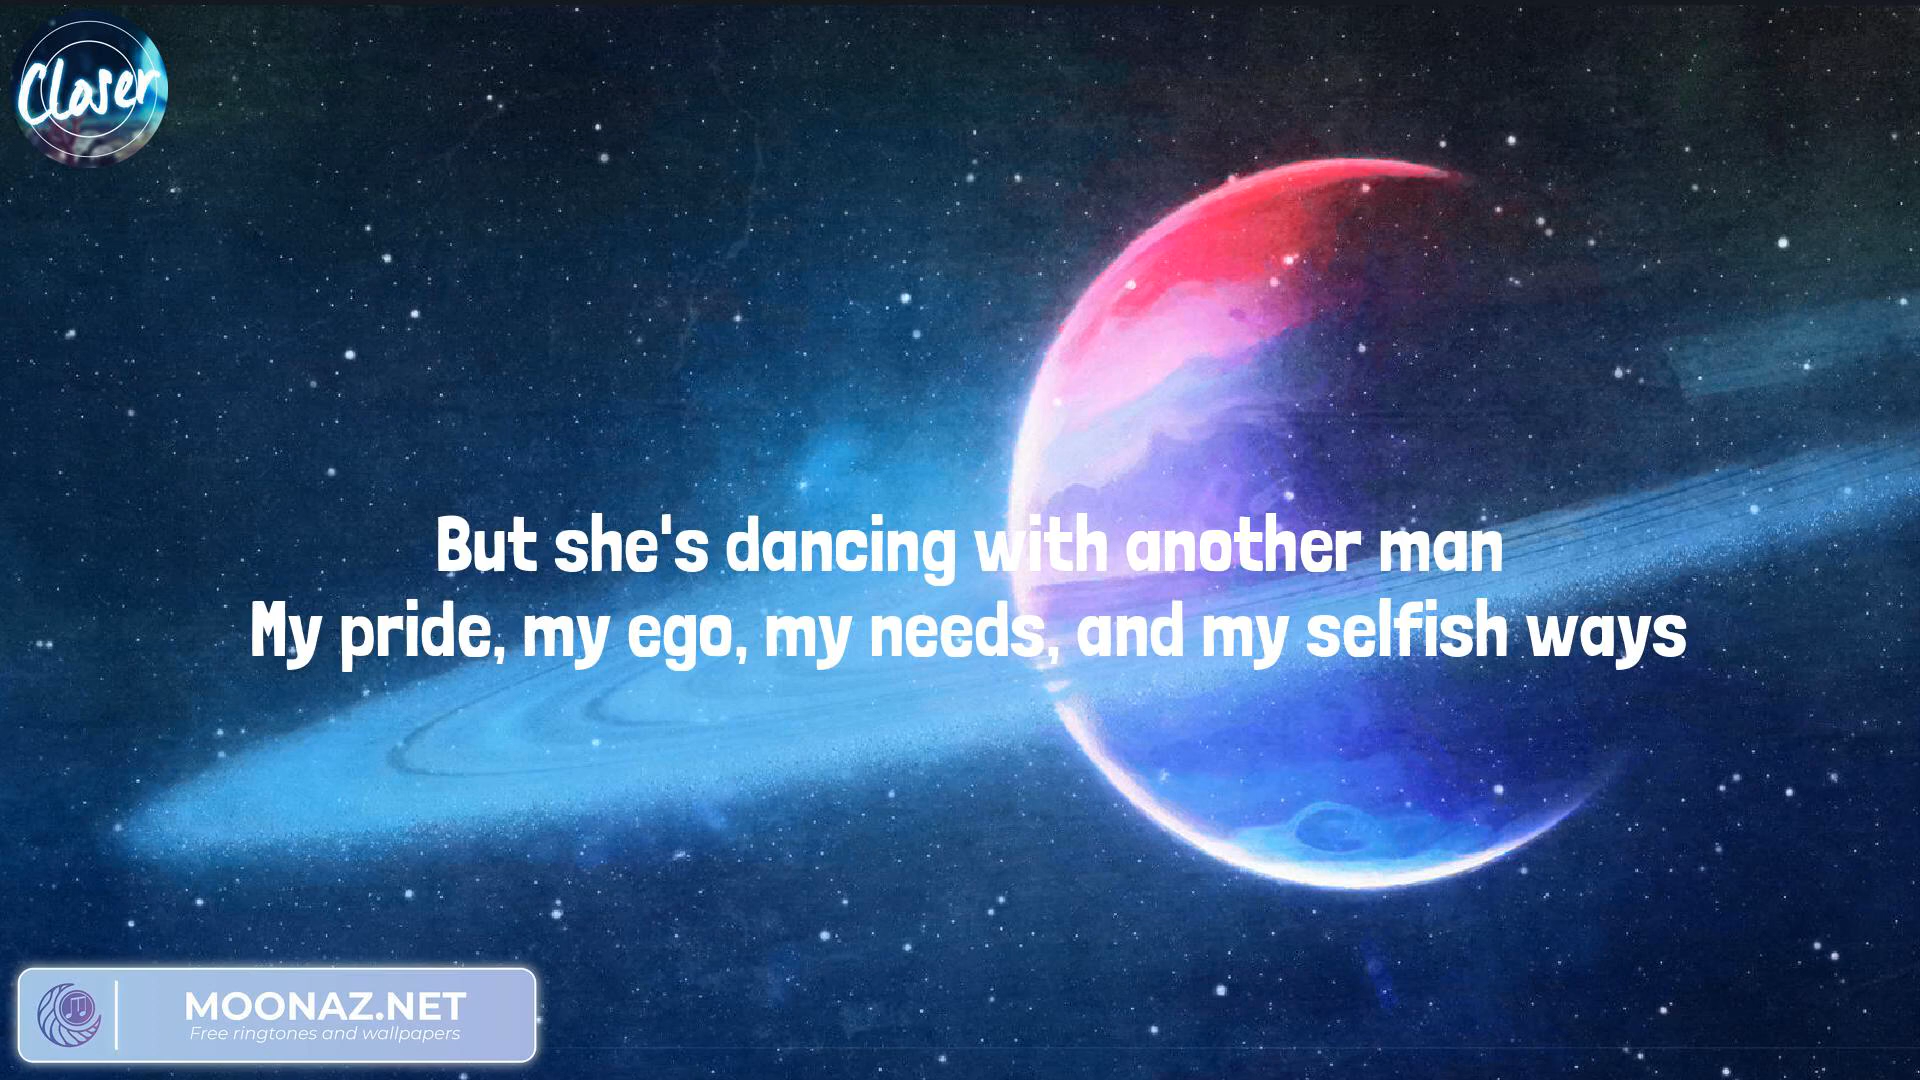 Closer
But she's dancing with another man
My pride, my ego, my needs, and my selfish ways
MOONAZ.NET
Free ringtones and wallpapers